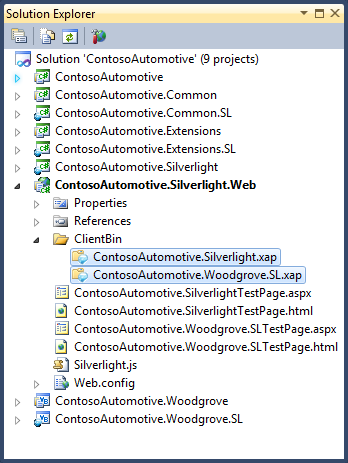 Solution Explorer
Solution 'ContosoAutomotive' (9 projects)
ContosoAutomotive
ContosoAutomotive.Common
ContosoAutomotive.Common.SL
ContosoAutomotive.Extensions
ContosoAutomotive.Extensions.SL
ContosoAutomotive.Silverlight
ContosoAutomotive.Silverlight.Web
Properties
References
ClientBin
ContosoAutomotive.Silverlight.xap
ContosoAutomotive.Woodgrove.SL.xap
ContosoAutomotive.SilverlightTestPage.aspx
ContosoAutomotive.SilverlightTestPage.html
ContosoAutomotive.Woodgrove.SLTestPage.aspx
ContosoAutomotive.Woodgrove.SLTestPage.html
Silverlight.js
Web.config
ContosoAutomotive.Woodgrove
ContosoAutomotive.Woodgrove.SL